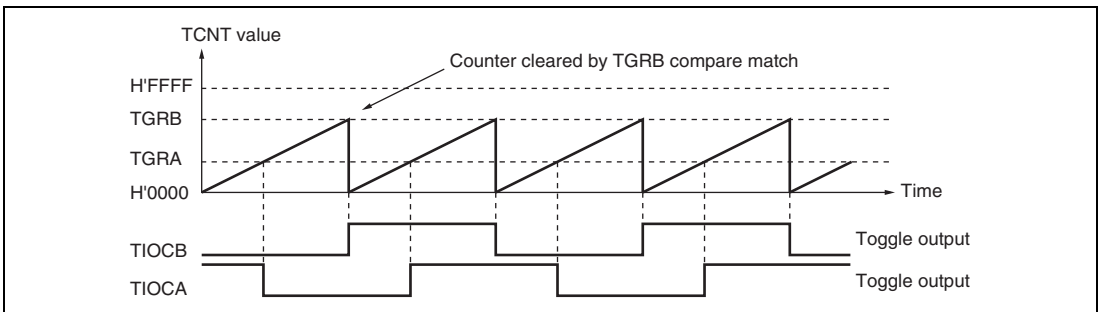 TCNT value
Counter cleared by TGRB compare match
H'FFFF
TGRB
TGRA
H'0000
Time
TIOCB
Toggle output
TIOCA
Toggle output